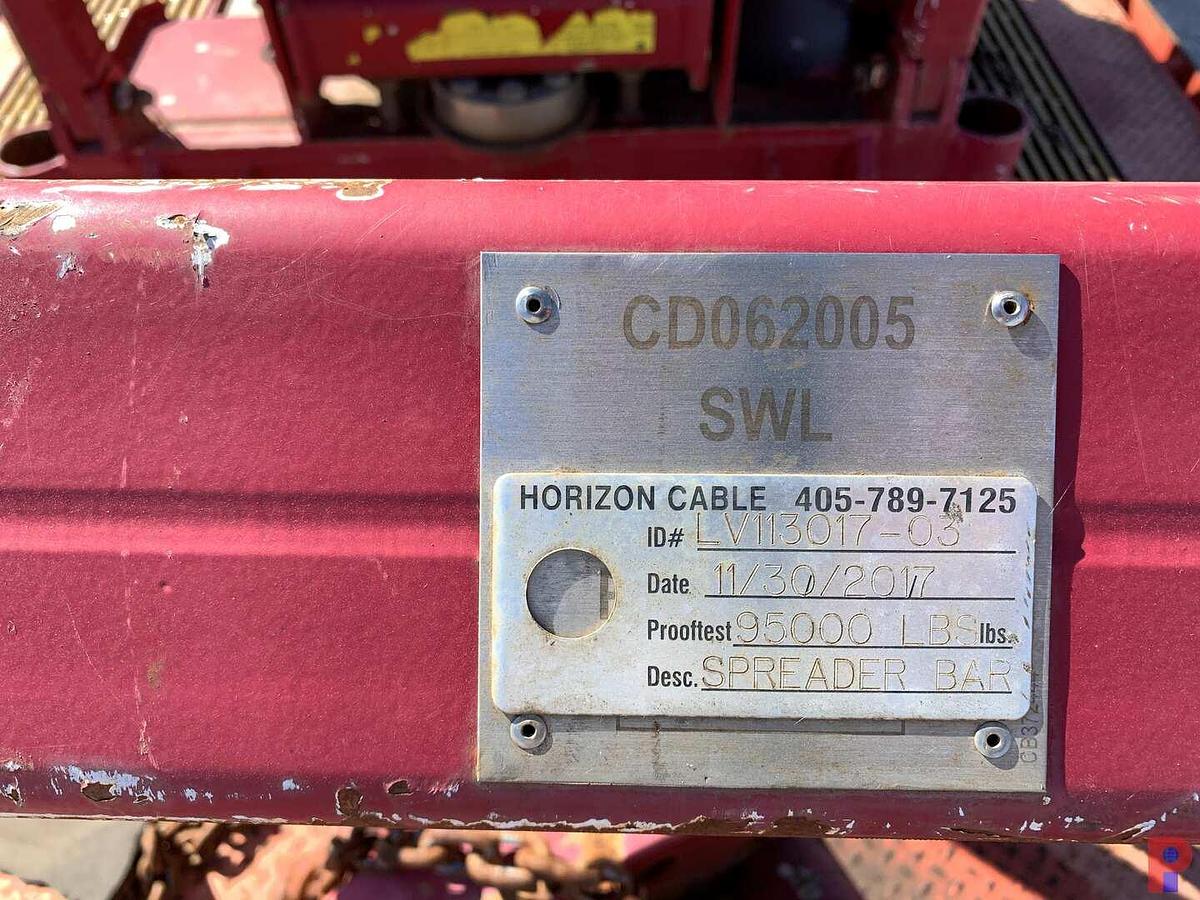 CD062005
SWL
HORIZON CABLE 405-789-7125
ID# LV113017-03
Date 11/30/2017
Prooftest 95000 LBS lbs.
Desc. SPREADER BAR